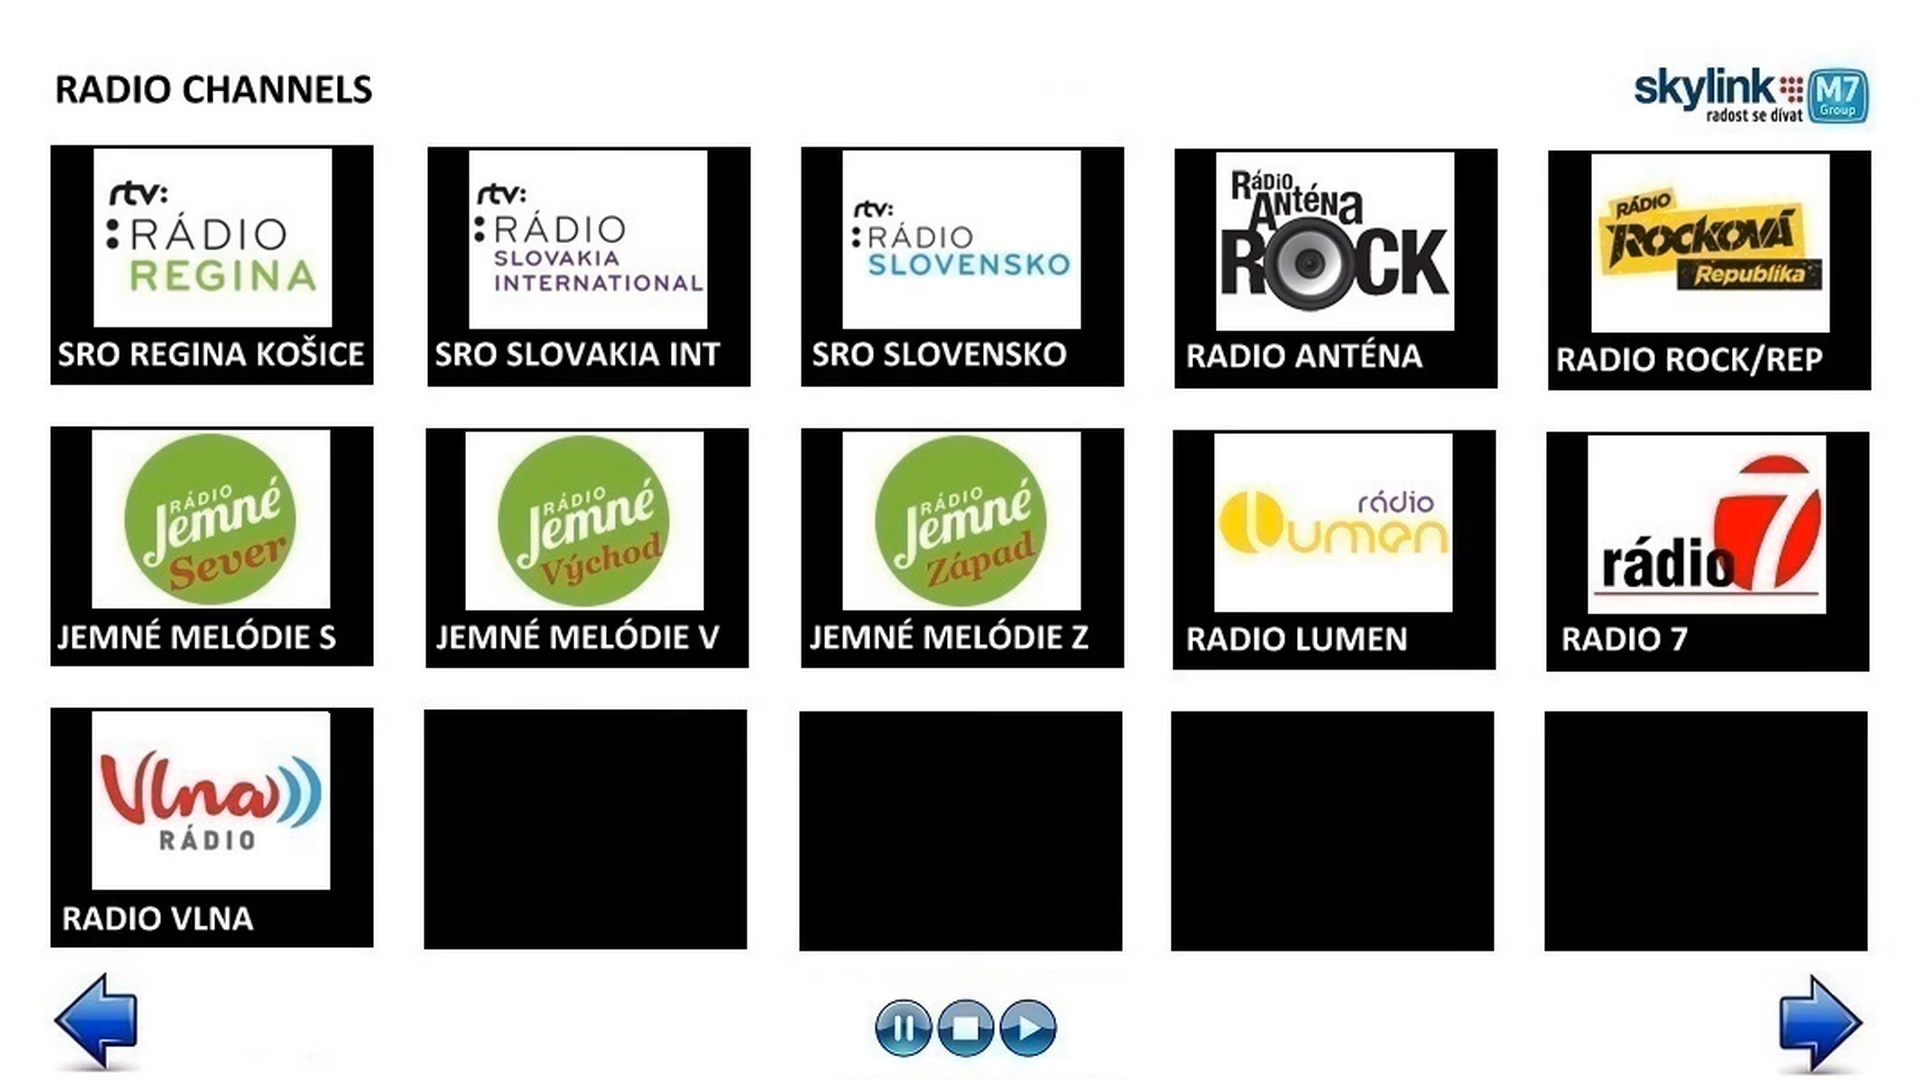 RADIO CHANNELS
skylink
radost se dívat
M7
Group
rtv:
RÁDIO
REGINA
SRO REGINA KOŠICE
rtv:
RÁDIO
SLOVAKIA
INTERNATIONAL
SRO SLOVAKIA INT
rtv:
RÁDIO
SLOVENSKO
SRO SLOVENSKO
RÁDIO
ANTÉNA
ROCK
RADIO ANTÉNA
RÁDIO
ROCKOVÁ
Republika
RADIO ROCK/REP
RÁDIO
Jemné
Sever
JEMNÉ MELÓDIE S
RÁDIO
Jemné
Východ
JEMNÉ MELÓDIE V
RÁDIO
Jemné
Západ
JEMNÉ MELÓDIE Z
rádio
lumen
RADIO LUMEN
rádio 7
RADIO 7
Vlna
RÁDIO
RADIO VLNA